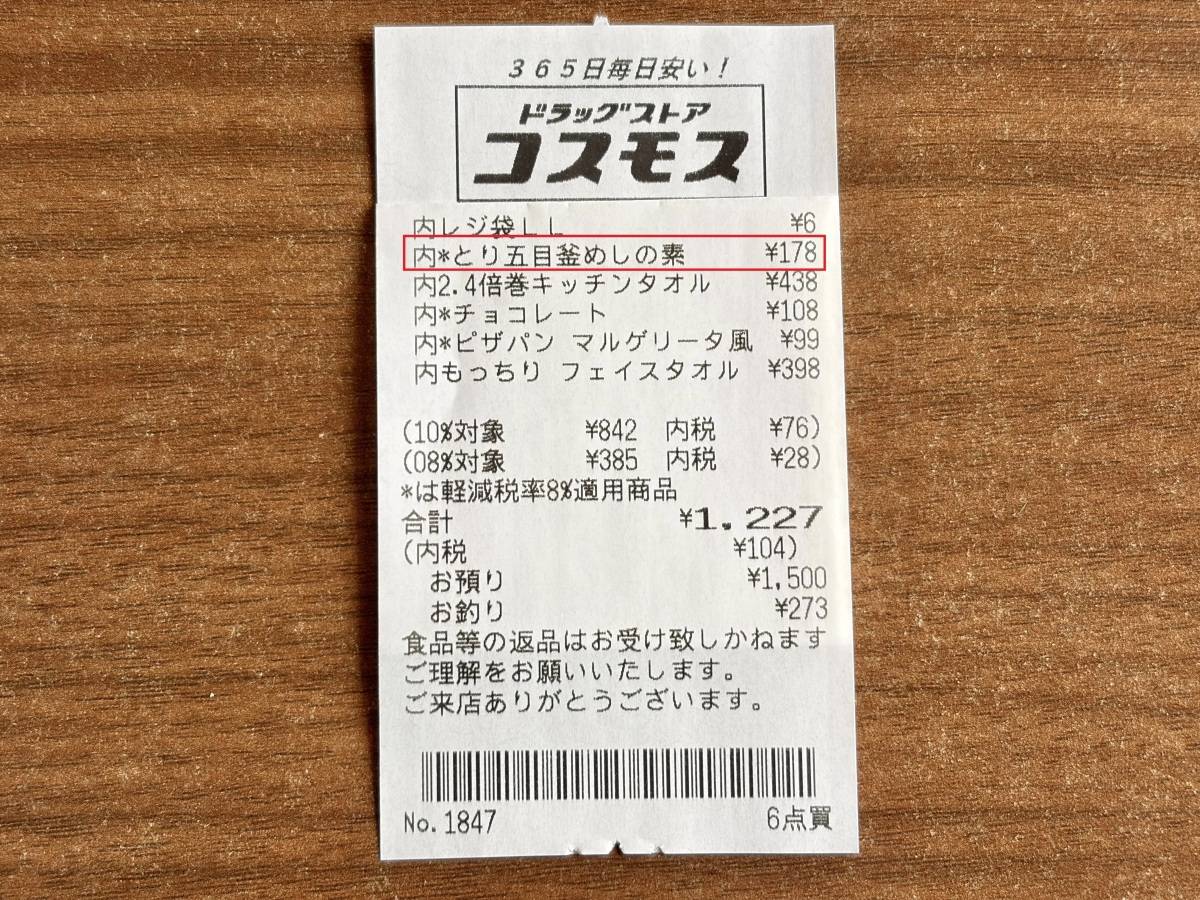 365日毎日安い！
ドラッグストア
コスモス
内レジ袋LL ¥6
内*とり五目釜めしの素 ¥178
内2.4倍巻キッチンタオル ¥438
内*チョコレート ¥108
内*ピザパン マルゲリータ風 ¥99
内もっちり フェイスタオル ¥398
(10%対象 ¥842 内税 ¥76)
(08%対象 ¥385 内税 ¥28)
*は軽減税率8%適用商品
合計 ¥1,227
(内税 ¥104)
お預り ¥1,500
お釣り ¥273
食品等の返品はお受け致しかねます
ご理解をお願いいたします。
ご来店ありがとうございます。
No.1847 6点買